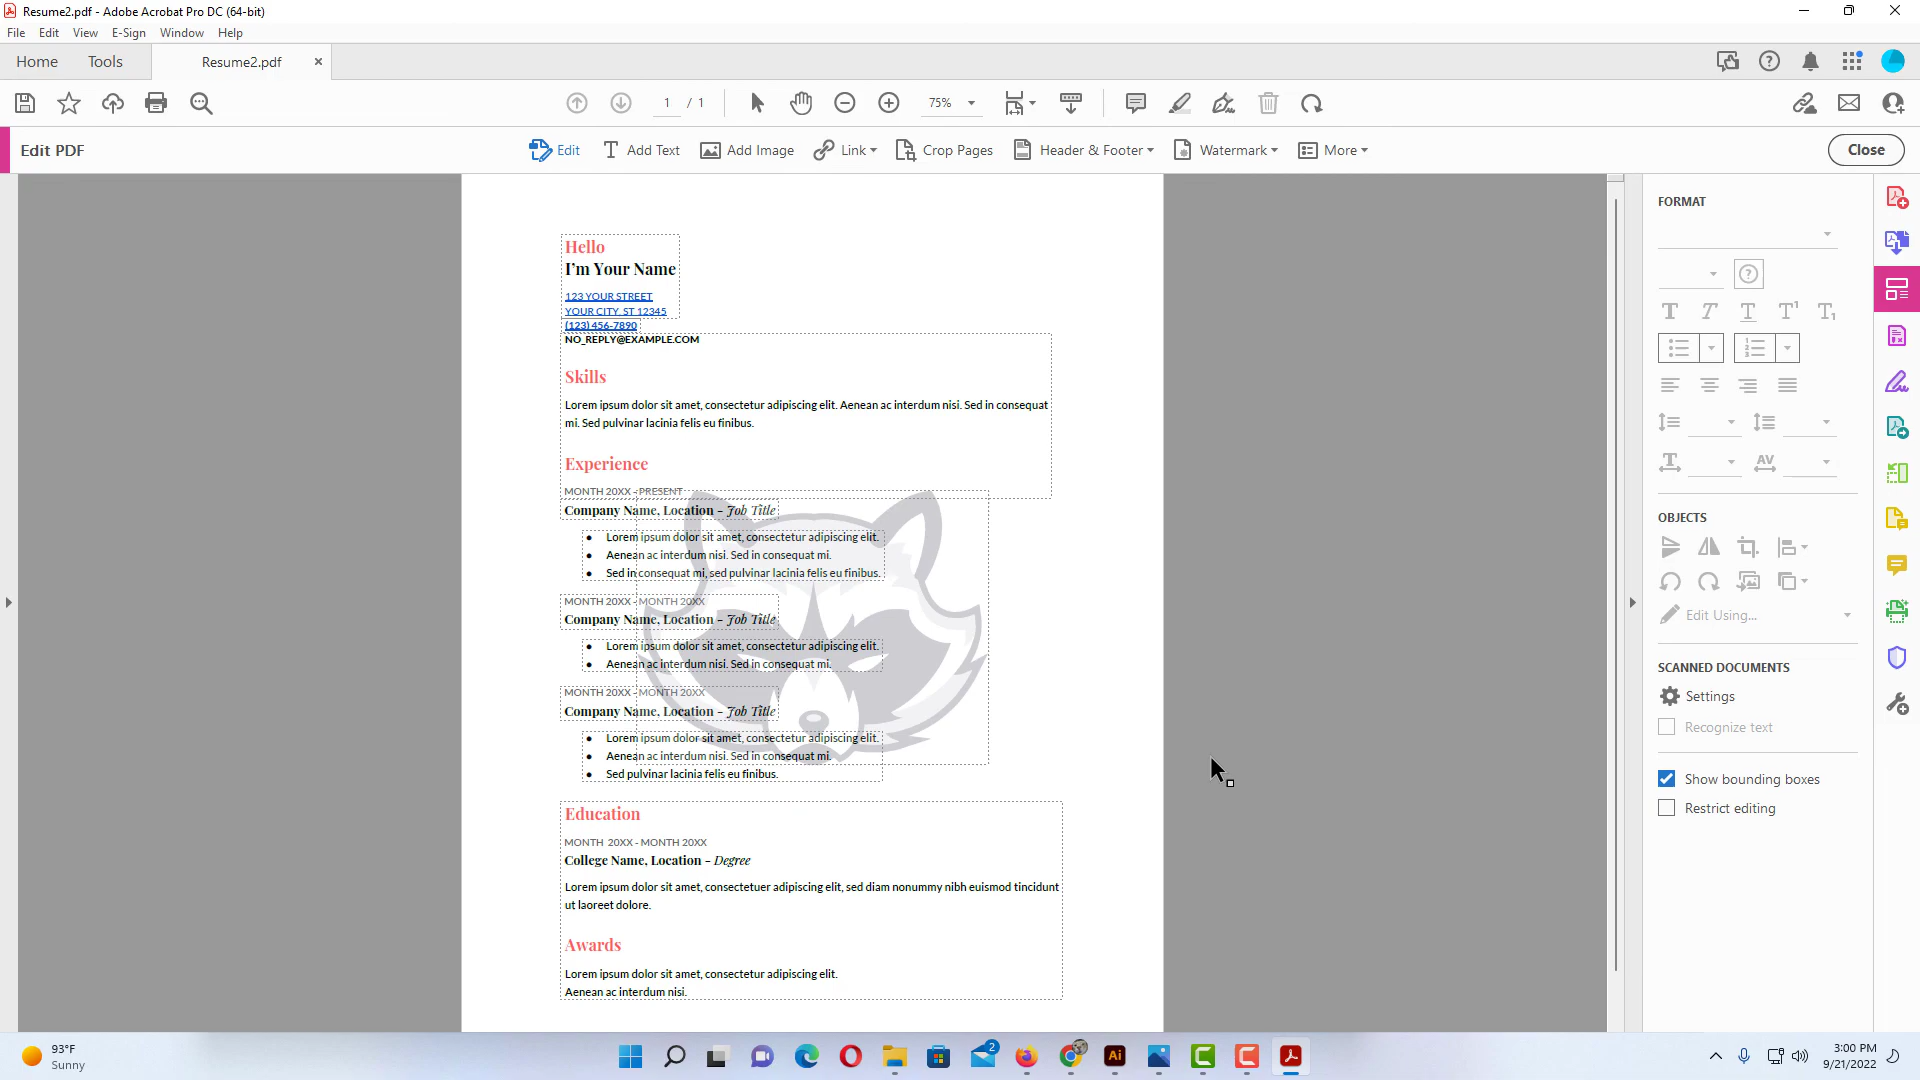 Resume2.pdf - Adobe Acrobat Pro DC (64-bit)
File Edit View E-Sign Window Help
Home Tools Resume2.pdf ×
1 / 1 75%
Edit PDF Edit Add Text Add Image Link Crop Pages Header & Footer Watermark More Close
Hello
I'm Your Name
123 YOUR STREET
YOUR CITY, ST 12345
(123) 456-7890
NO_REPLY@EXAMPLE.COM
Skills
Lorem ipsum dolor sit amet, consectetur adipiscing elit. Aenean ac interdum nisi. Sed in consequat
mi. Sed pulvinar lacinia felis eu finibus.
Experience
MONTH 20XX - PRESENT
Company Name, Location - Job Title
● Lorem ipsum dolor sit amet, consectetur adipiscing elit.
● Aenean ac interdum nisi. Sed in consequat mi.
● Sed in consequat mi, sed pulvinar lacinia felis eu finibus.
MONTH 20XX - MONTH 20XX
Company Name, Location - Job Title
● Lorem ipsum dolor sit amet, consectetur adipiscing elit.
● Aenean ac interdum nisi. Sed in consequat mi.
MONTH 20XX - MONTH 20XX
Company Name, Location - Job Title
● Lorem ipsum dolor sit amet, consectetur adipiscing elit.
● Aenean ac interdum nisi. Sed in consequat mi.
● Sed pulvinar lacinia felis eu finibus.
Education
MONTH 20XX - MONTH 20XX
College Name, Location - Degree
Lorem ipsum dolor sit amet, consectetuer adipiscing elit, sed diam nonummy nibh euismod tincidunt
ut laoreet dolore.
Awards
Lorem ipsum dolor sit amet, consectetur adipiscing elit.
Aenean ac interdum nisi.
FORMAT
OBJECTS
Edit Using...
SCANNED DOCUMENTS
Settings
Recognize text
Show bounding boxes
Restrict editing
93°F
Sunny
2
Ai
3:00 PM
9/21/2022